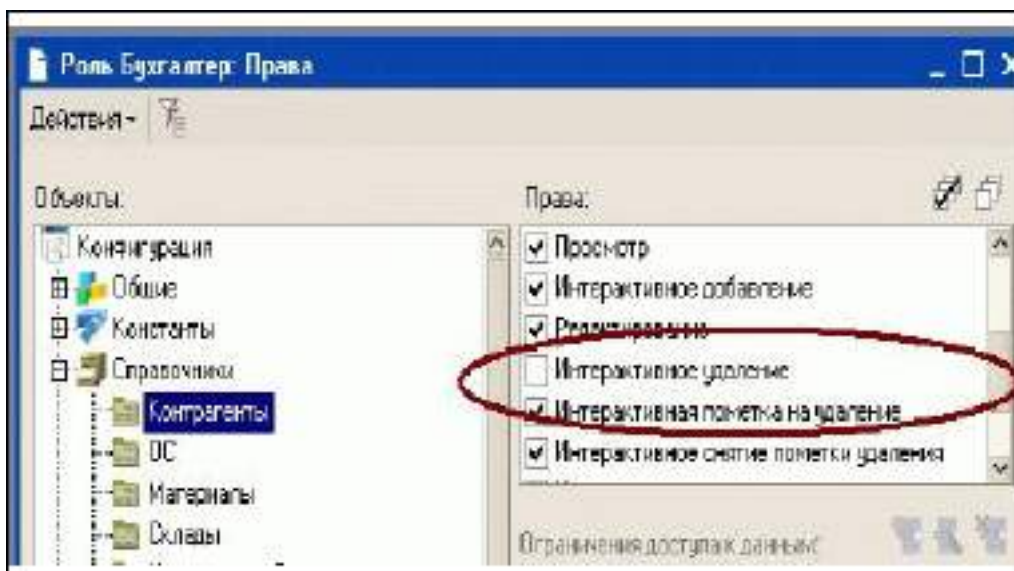 Роль Бухгалтер: Права
Действия
Объекты:
Права:
Конфигурация
Общие
Константы
Справочники
Контрагенты
ОС
Материалы
Склады
Просмотр
Интерактивное добавление
Редактирование
Интерактивное удаление
Интерактивная пометка на удаление
Интерактивное снятие пометки удаления
Ограничения доступа к данным: